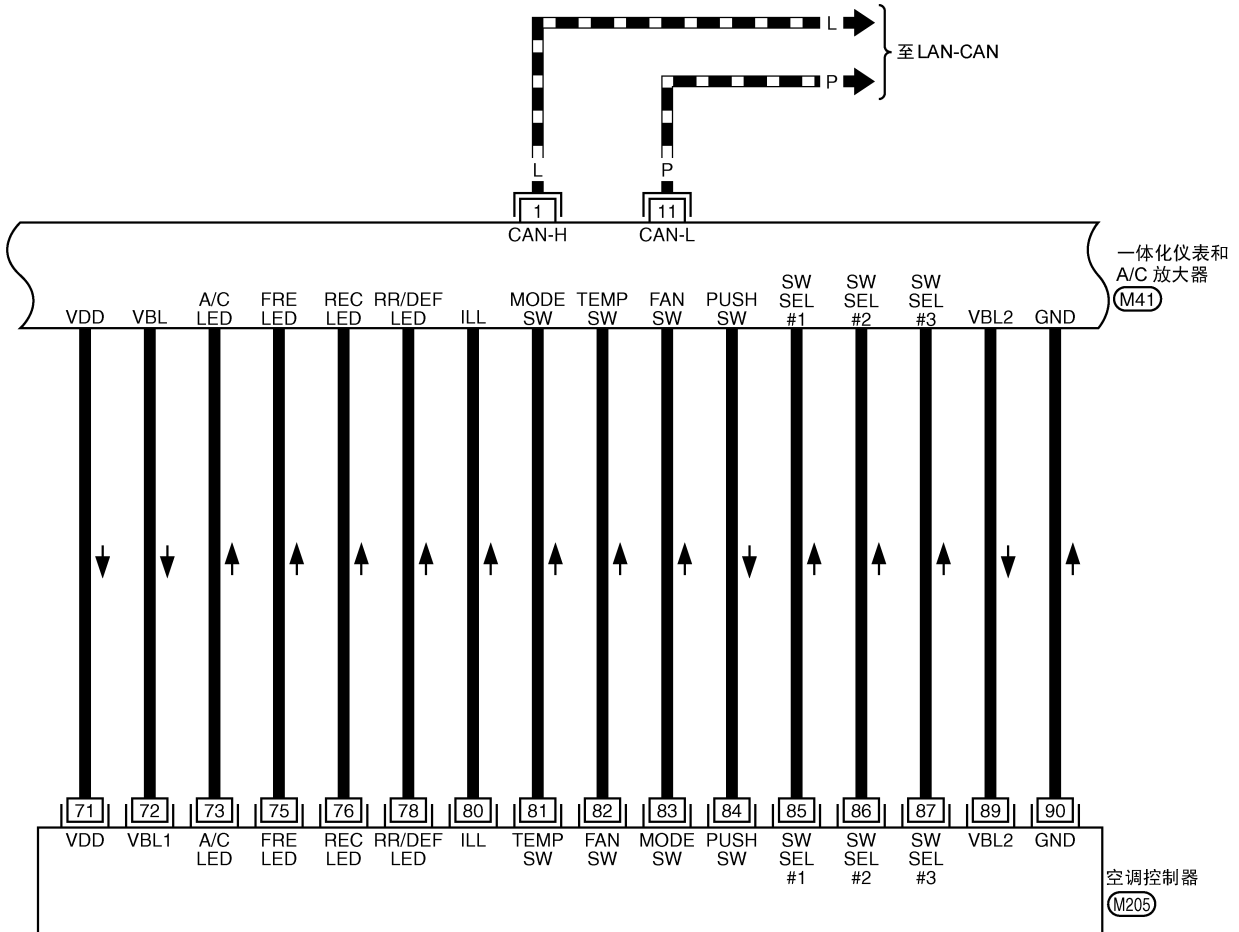 L
至LAN-CAN
P
L
P
1
11
CAN-H
CAN-L
一体化仪表和
A/C 放大器
M41
VDD
VBL
A/C
LED
FRE
LED
REC
LED
RR/DEF
LED
ILL
MODE
SW
TEMP
SW
FAN
SW
PUSH
SW
SW
SEL
#1
SW
SEL
#2
SW
SEL
#3
VBL2
GND
71
72
73
75
76
78
80
81
82
83
84
85
86
87
89
90
VDD
VBL1
A/C
LED
FRE
LED
REC
LED
RR/DEF
LED
ILL
TEMP
SW
FAN
SW
MODE
SW
PUSH
SW
SW
SEL
#1
SW
SEL
#2
SW
SEL
#3
VBL2
GND
空调控制器
M205